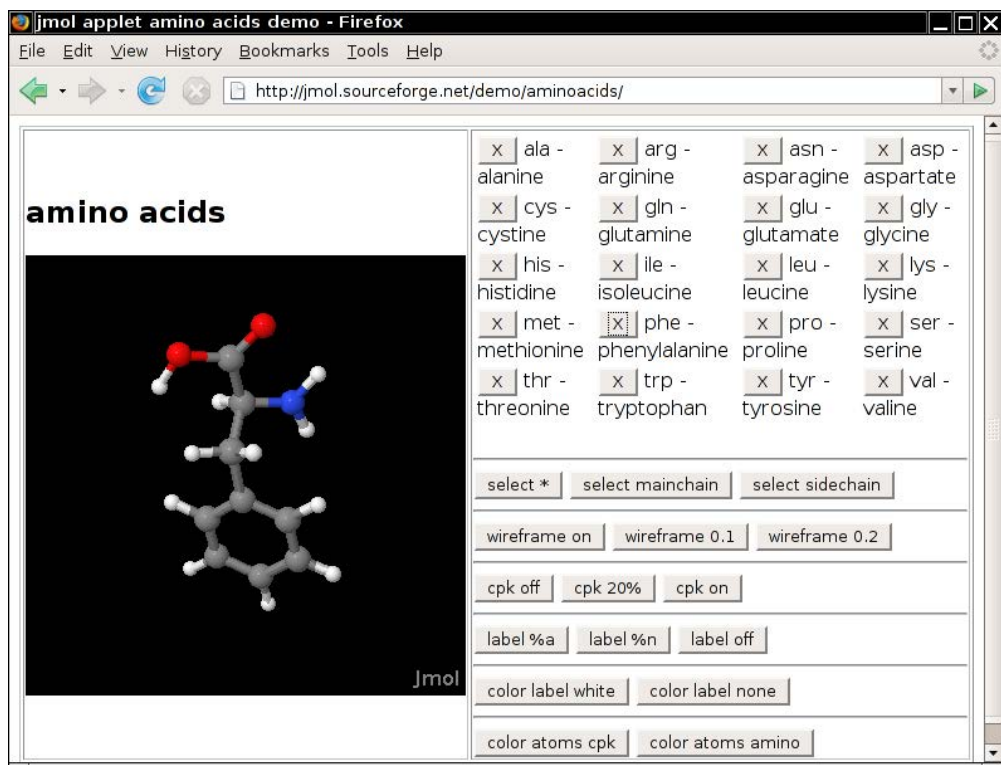 jmol applet amino acids demo - Firefox
File Edit View History Bookmarks Tools Help
http://jmol.sourceforge.net/demo/aminoacids/
amino acids
Jmol
x ala - x arg - x asn - x asp -
alanine arginine asparagine aspartate
x cys - x gln - x glu - x gly -
cystine glutamine glutamate glycine
x his - x ile - x leu - x lys -
histidine isoleucine leucine lysine
x met - x phe - x pro - x ser -
methionine phenylalanine proline serine
x thr - x trp - x tyr - x val -
threonine tryptophan tyrosine valine
select * select mainchain select sidechain
wireframe on wireframe 0.1 wireframe 0.2
cpk off cpk 20% cpk on
label %a label %n label off
color label white color label none
color atoms cpk color atoms amino